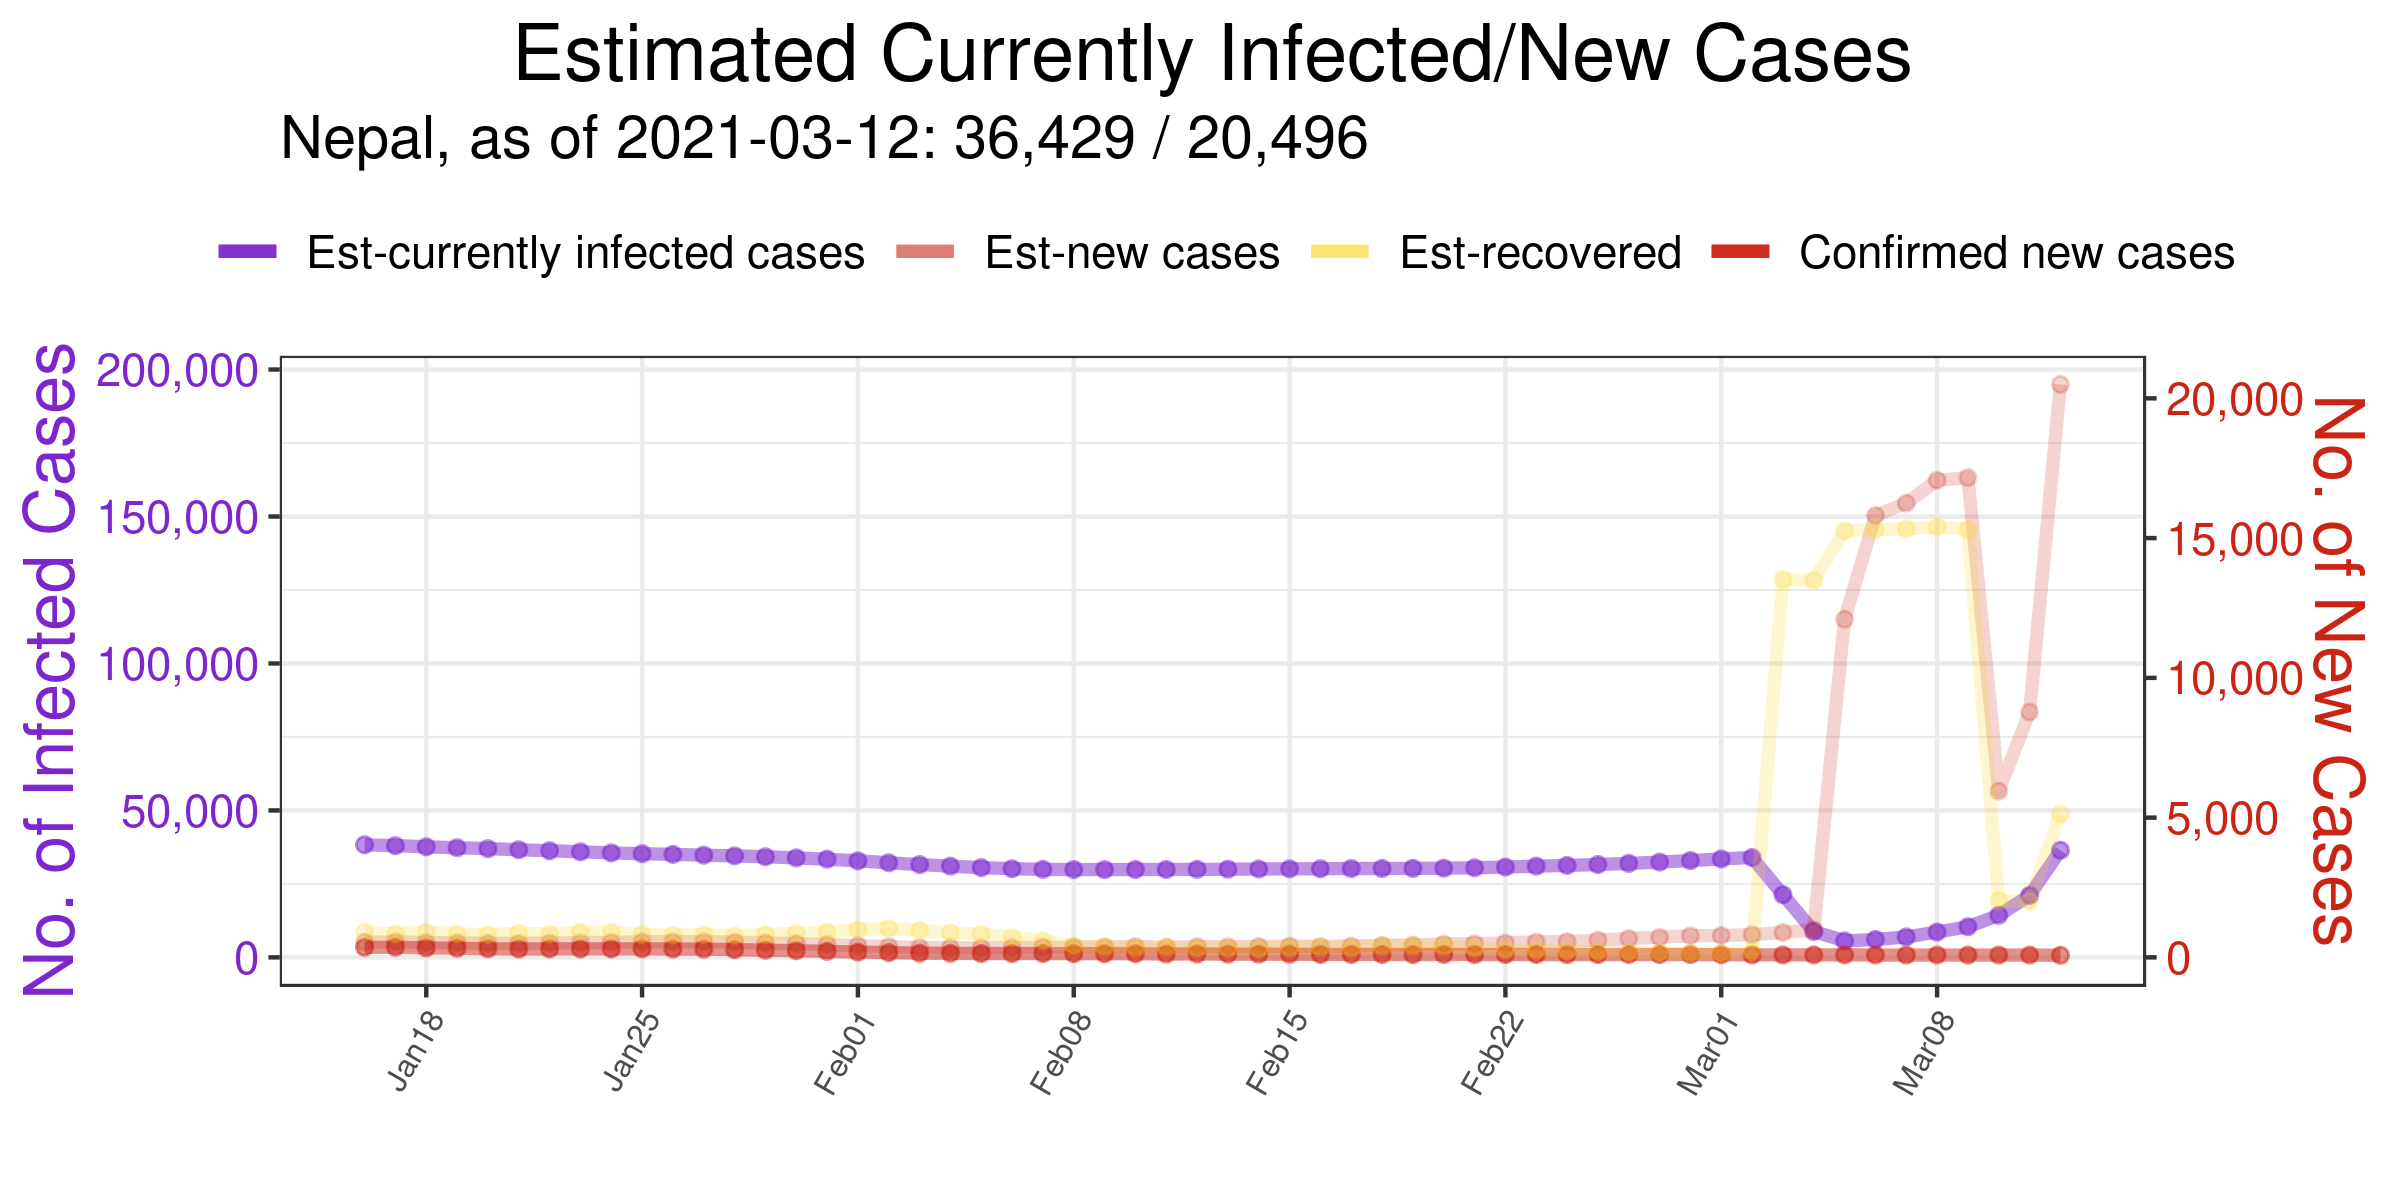 Estimated Currently Infected/New Cases
Nepal, as of 2021-03-12: 36,429 / 20,496
Est-currently infected cases Est-new cases Est-recovered Confirmed new cases
No. of Infected Cases
200,000
150,000
100,000
50,000
0
20,000
15,000
10,000
5,000
0
No. of New Cases
Jan18 Jan25 Feb01 Feb08 Feb15 Feb22 Mar01 Mar08